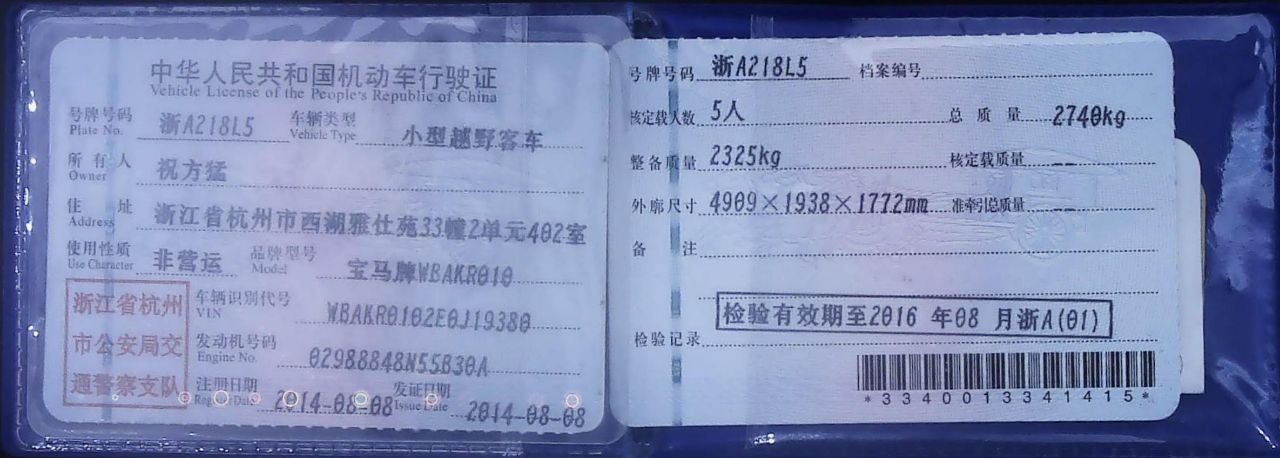 中华人民共和国机动车行驶证
Vehicle License of the People's Republic of China
号牌号码 浙A218L5 车辆类型 小型越野客车
Plate No. Vehicle Type
所有人 祝方猛
Owner
住址 浙江省杭州市西湖雅仕苑33幢2单元402室
Address
使用性质 非营运 品牌型号 宝马牌WBAKR010
Use Character Model
浙江省杭州市公安局交通警察支队
车辆识别代号 WBAKR0102E0J19380
VIN
发动机号码 02988848N55B30A
Engine No.
注册日期 2014-08-08 发证日期 2014-08-08
Register Date Issue Date
号牌号码 浙A218L5 档案编号
核定载人数 5人 总质量 2740kg
整备质量 2325kg 核定载质量
外廓尺寸 4909×1938×1772mm 准牵引总质量
备注
检验有效期至2016年08月浙A(01)
检验记录
*3340013341415*